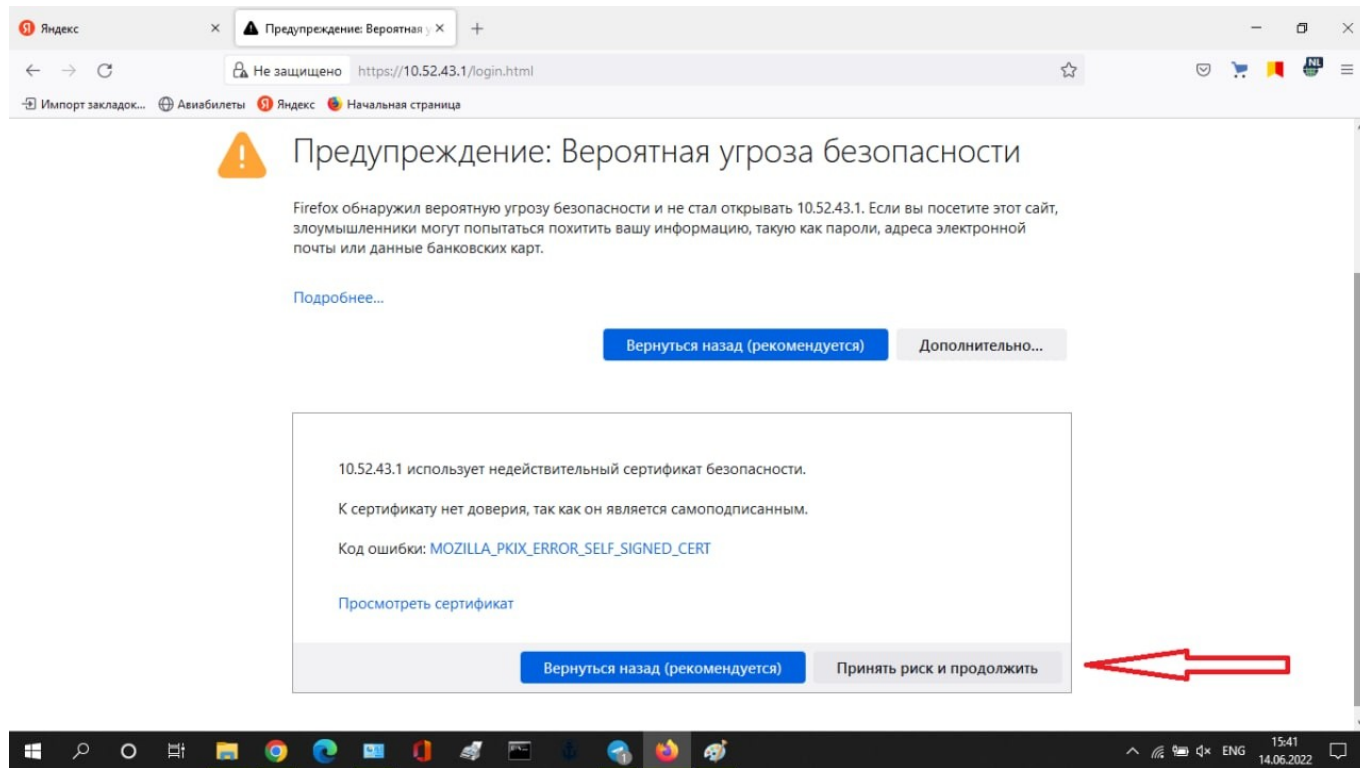 Яндекс
Предупреждение: Вероятная у
Не защищено https://10.52.43.1/login.html
NL
Импорт закладок... Авиабилеты Яндекс Начальная страница
Предупреждение: Вероятная угроза безопасности
Firefox обнаружил вероятную угрозу безопасности и не стал открывать 10.52.43.1. Если вы посетите этот сайт,
злоумышленники могут попытаться похитить вашу информацию, такую как пароли, адреса электронной
почты или данные банковских карт.
Подробнее...
Вернуться назад (рекомендуется) Дополнительно...
10.52.43.1 использует недействительный сертификат безопасности.
К сертификату нет доверия, так как он является самоподписанным.
Код ошибки: MOZILLA_PKIX_ERROR_SELF_SIGNED_CERT
Просмотреть сертификат
Вернуться назад (рекомендуется) Принять риск и продолжить
ENG 15:41
14.06.2022